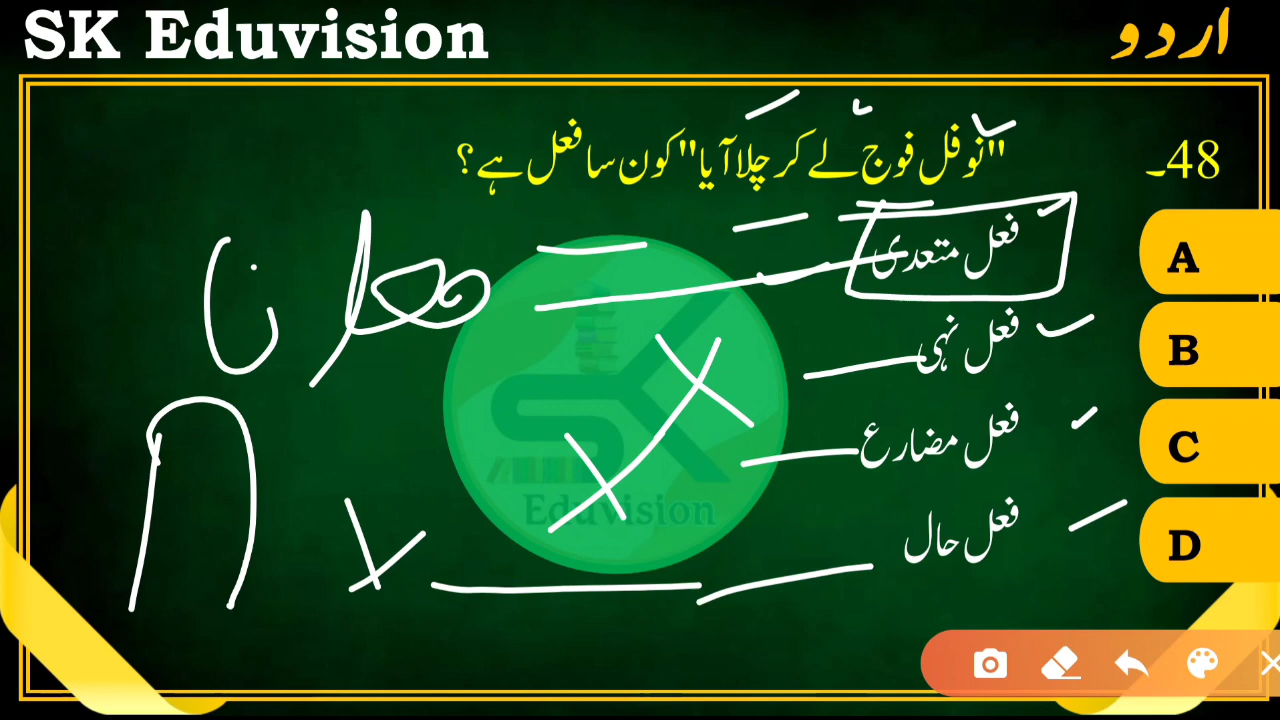 SK Eduvision
اردو
48۔ "نوفل فوج لے کر چلا آیا" کون سا فعل ہے؟
A فعل متعدی
B فعل نہی
C فعل مضارع
D فعل حال
SK
Eduvision